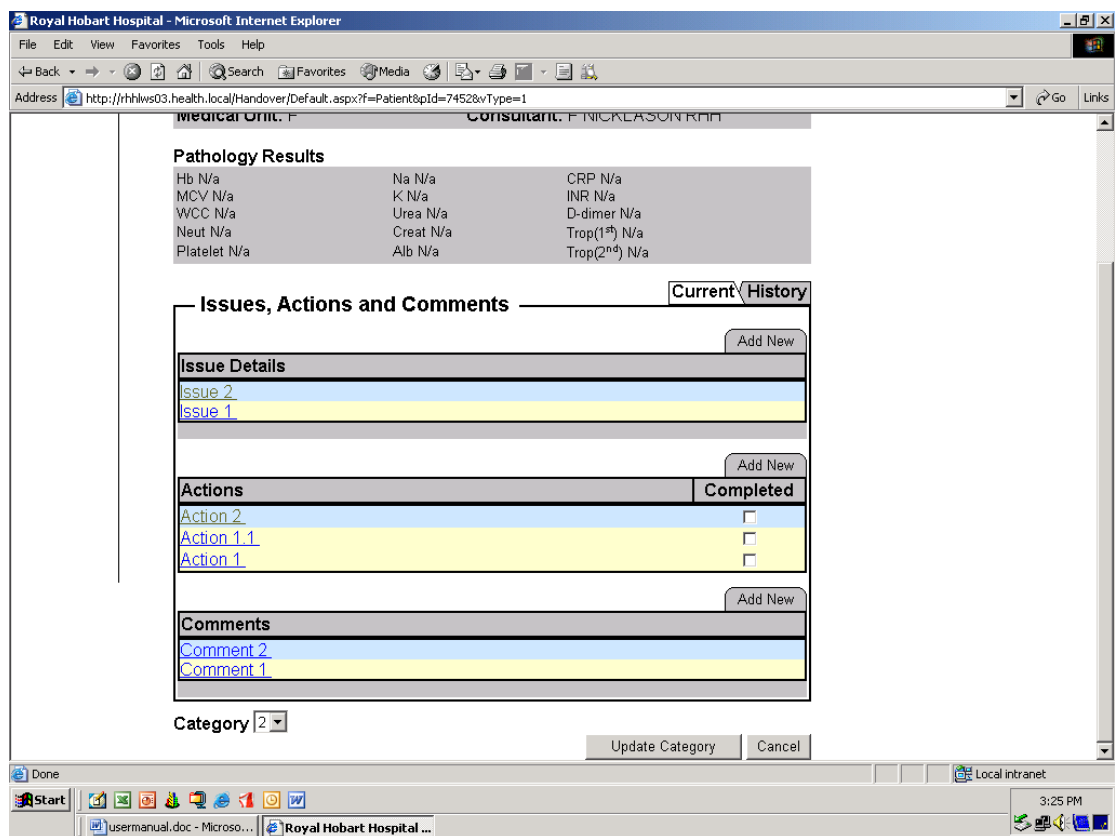 Royal Hobart Hospital - Microsoft Internet Explorer
File Edit View Favorites Tools Help
Back Search Favorites Media
Address http://rhhlws03.health.local/Handover/Default.aspx?f=Patient&pId=7452&vType=1 Go Links
Medical Unit: F Consultant: F NICKLASON RHH
Pathology Results
Hb N/a Na N/a CRP N/a
MCV N/a K N/a INR N/a
WCC N/a Urea N/a D-dimer N/a
Neut N/a Creat N/a Trop(1st) N/a
Platelet N/a Alb N/a Trop(2nd) N/a
Current History
Issues, Actions and Comments
Add New
Issue Details
Issue 2
Issue 1
Add New
Actions Completed
Action 2
Action 1.1
Action 1
Add New
Comments
Comment 2
Comment 1
Category 2
Update Category Cancel
Done Local intranet
Start 3:25 PM
usermanual.doc - Microso... Royal Hobart Hospital ...